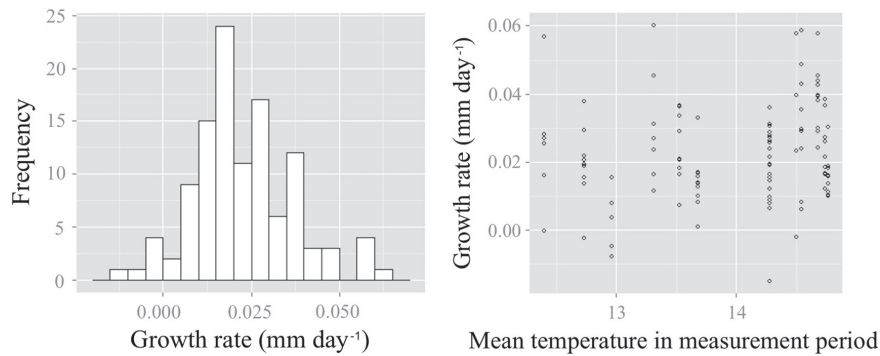 Frequency
25
20
15
10
5
0
0.000 0.025 0.050
Growth rate (mm day-1)
Growth rate (mm day-1)
0.06
0.04
0.02
0.00
13 14
Mean temperature in measurement period